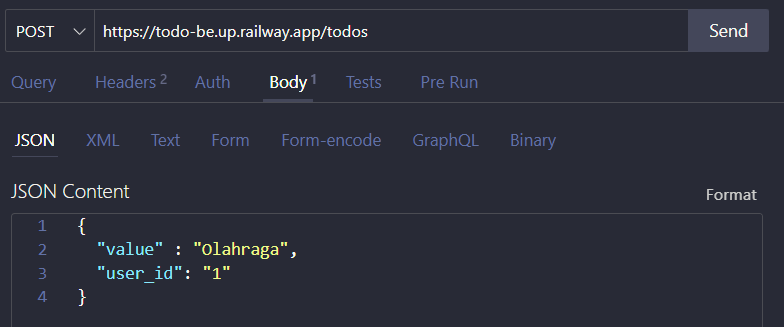 POST https://todo-be.up.railway.app/todos Send
Query Headers 2 Auth Body 1 Tests Pre Run
JSON XML Text Form Form-encode GraphQL Binary
JSON Content Format
1 {
2 "value" : "Olahraga",
3 "user_id": "1"
4 }